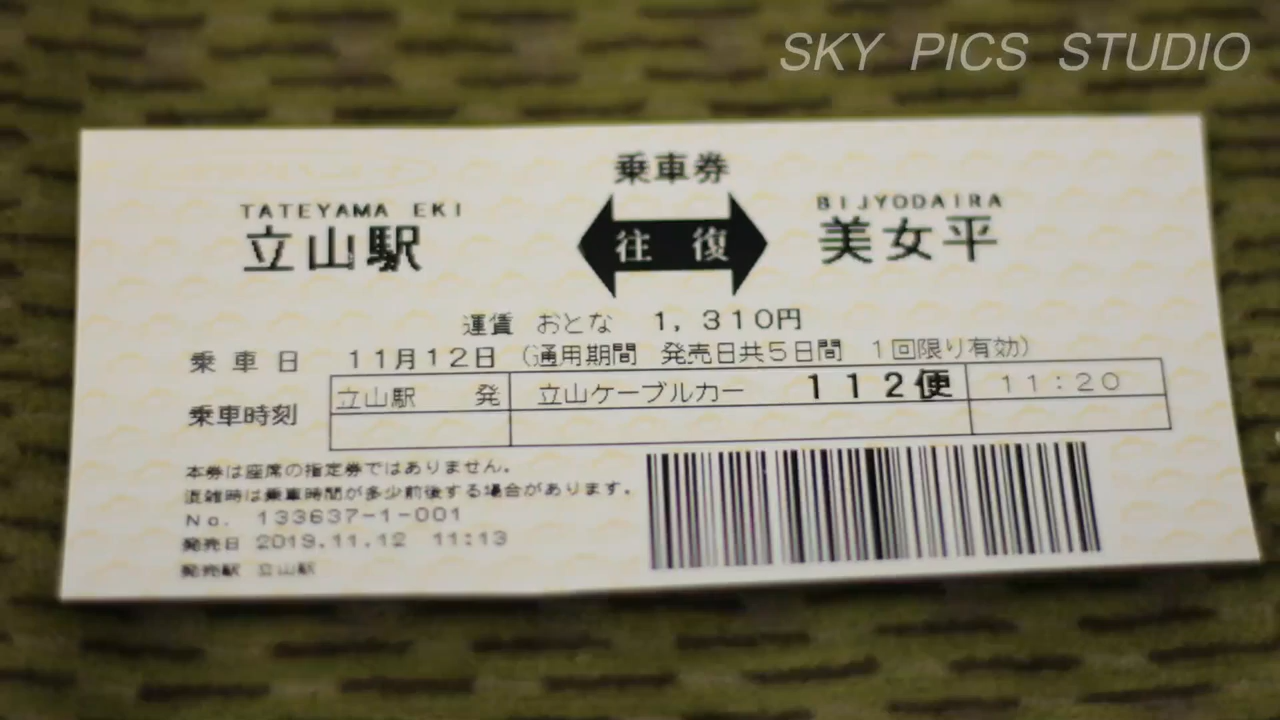 SKY PICS STUDIO
乗車券
TATEYAMA EKI BIJYODAIRA
立山駅 往復 美女平
運賃 おとな 1,310円
乗車日 11月12日 (通用期間 発売日共5日間 1回限り有効)
乗車時刻 立山駅 発 立山ケーブルカー 112便 11:20
本券は座席の指定券ではありません。
混雑時は乗車時間が多少前後する場合があります。
No. 133637-1-001
発売日 2019.11.12 11:13
発売駅 立山駅